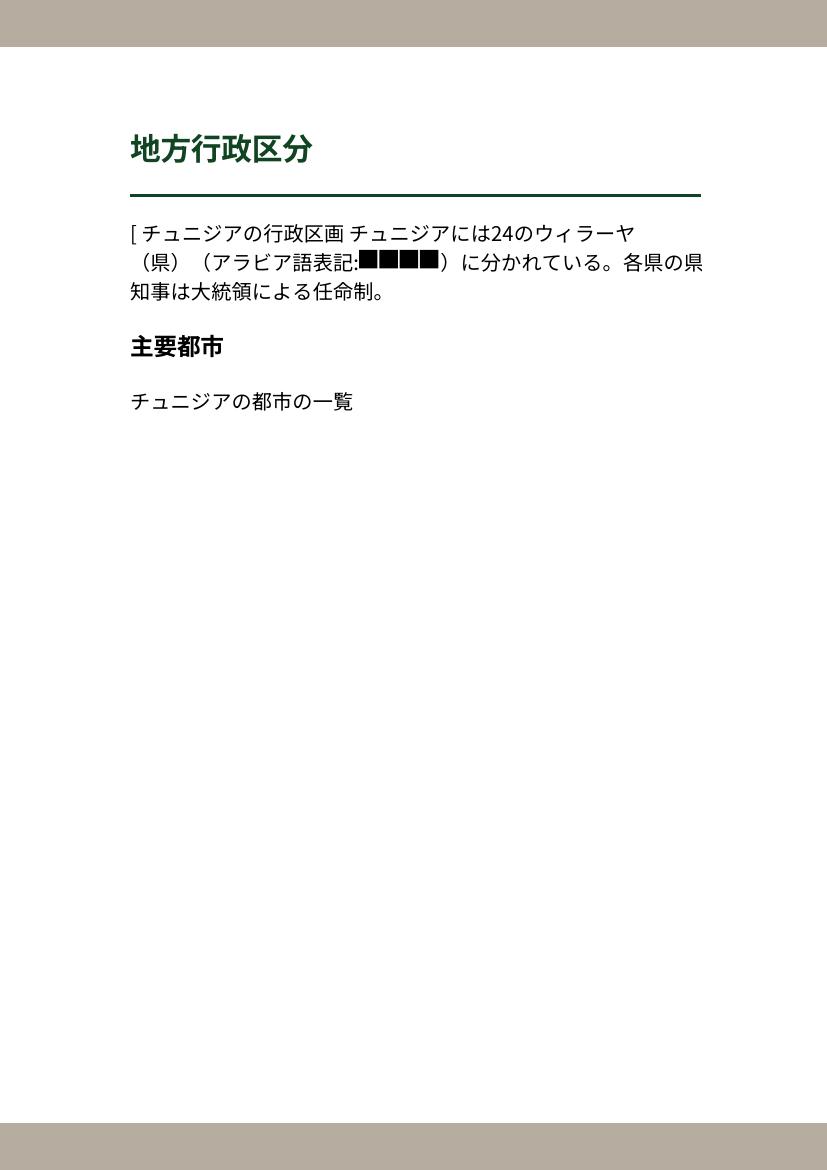 地方行政区分
[ チュニジアの行政区画 チュニジアには24のウィラーヤ
（県）（アラビア語表記:■■■■）に分かれている。各県の県
知事は大統領による任命制。
主要都市
チュニジアの都市の一覧